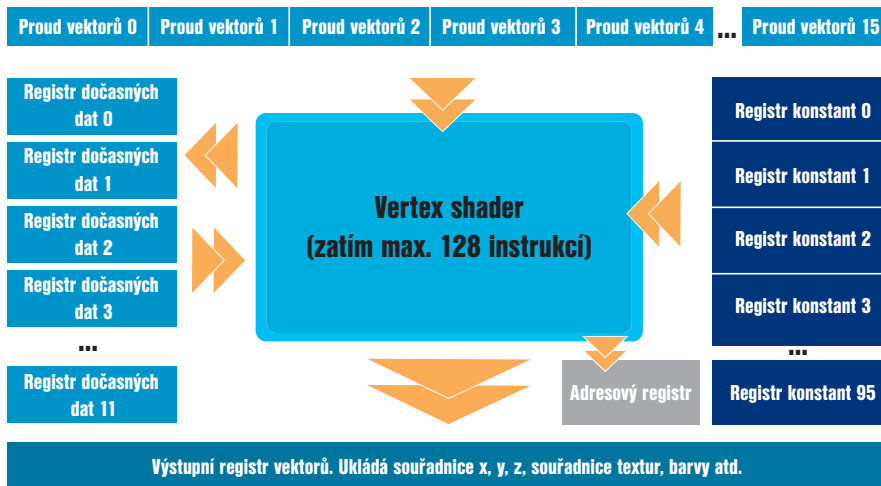 Proud vektorů 0
Proud vektorů 1
Proud vektorů 2
Proud vektorů 3
Proud vektorů 4
...
Proud vektorů 15
Registr dočasných
dat 0
Registr dočasných
dat 1
Registr dočasných
dat 2
Registr dočasných
dat 3
...
Registr dočasných
dat 11
Vertex shader
(zatím max. 128 instrukcí)
Registr konstant 0
Registr konstant 1
Registr konstant 2
Registr konstant 3
...
Registr konstant 95
Adresový registr
Výstupní registr vektorů. Ukládá souřadnice x, y, z, souřadnice textur, barvy atd.